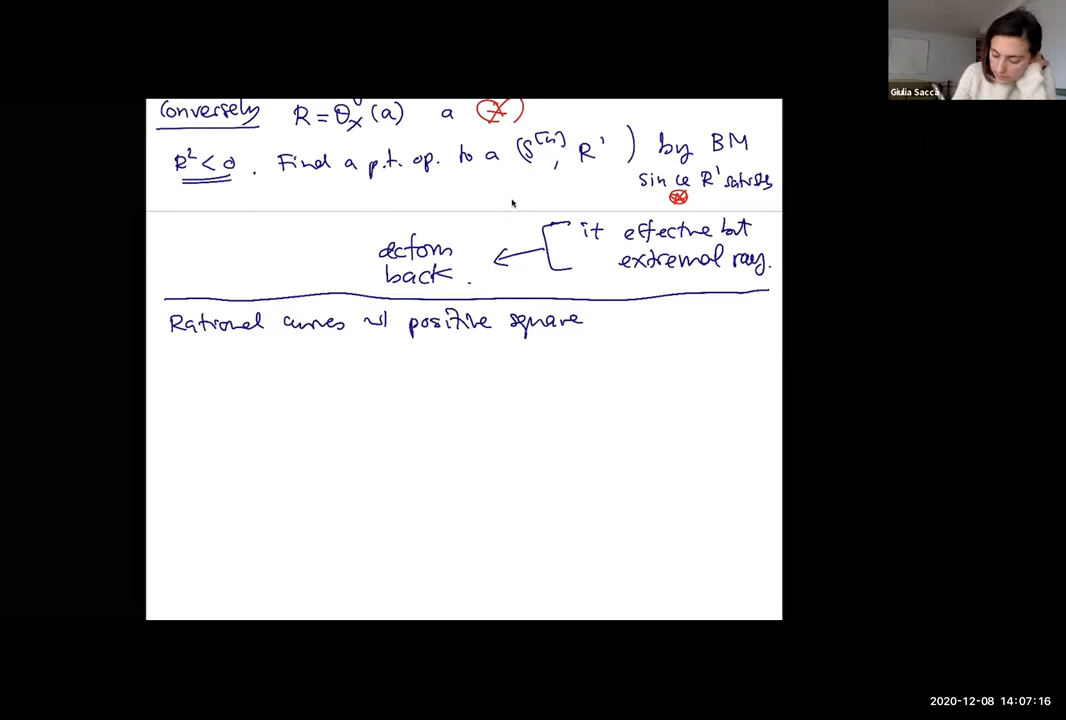 Conversely R = θ_X^∨ (a) a (*)
R² < 0 . Find a p.t. op. to a (S^[n], R') by BM
since R' satisfies
*
deform
back .
it effective but
extremal ray.
Rational curves w/ positive square
Giulia Saccà
2020-12-08 14:07:16